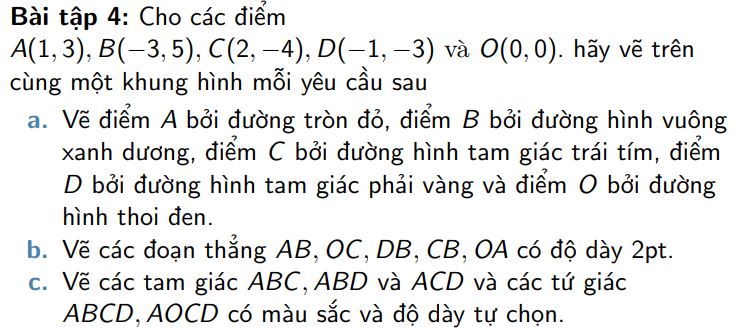 Bài tập 4: Cho các điểm
A(1, 3), B(−3, 5), C(2, −4), D(−1, −3) và O(0, 0). hãy vẽ trên
cùng một khung hình mỗi yêu cầu sau
a. Vẽ điểm A bởi đường tròn đỏ, điểm B bởi đường hình vuông
xanh dương, điểm C bởi đường hình tam giác trái tím, điểm
D bởi đường hình tam giác phải vàng và điểm O bởi đường
hình thoi đen.
b. Vẽ các đoạn thẳng AB, OC, DB, CB, OA có độ dày 2pt.
c. Vẽ các tam giác ABC, ABD và ACD và các tứ giác
ABCD, AOCD có màu sắc và độ dày tự chọn.